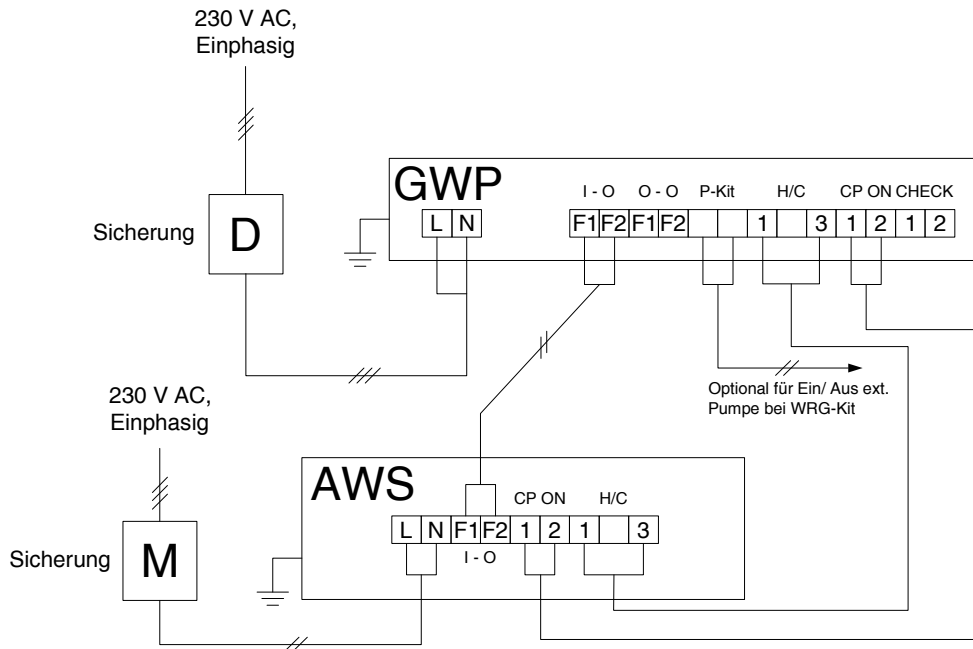 230 V AC,
Einphasig
GWP
I - O O - O P-Kit H/C CP ON CHECK
L N F1 F2 F1 F2 1 3 1 2 1 2
Sicherung D
230 V AC,
Einphasig
Optional für Ein/ Aus ext.
Pumpe bei WRG-Kit
AWS
CP ON H/C
L N F1 F2 1 2 1 3
I - O
Sicherung M